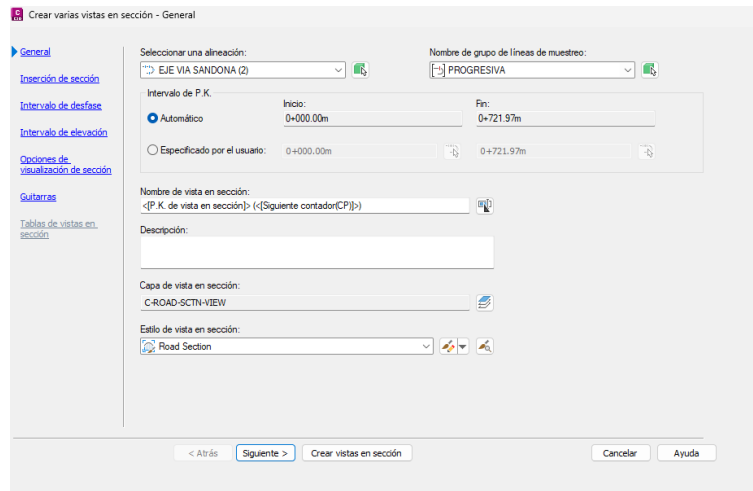 Crear varias vistas en sección - General
General
Inserción de sección
Intervalo de desfase
Intervalo de elevación
Opciones de
visualización de sección
Guitarras
Tablas de vistas en
sección
Seleccionar una alineación:
EJE VIA SANDONA (2)
Nombre de grupo de líneas de muestreo:
PROGRESIVA
Intervalo de P.K.
Inicio:
Fin:
Automático
0+000.00m
0+721.97m
Especificado por el usuario:
0+000.00m
0+721.97m
Nombre de vista en sección:
<[P.K. de vista en sección]> (<[Siguiente contador(CP)]>)
Descripción:
Capa de vista en sección:
C-ROAD-SCTN-VIEW
Estilo de vista en sección:
Road Section
< Atrás
Siguiente >
Crear vistas en sección
Cancelar
Ayuda